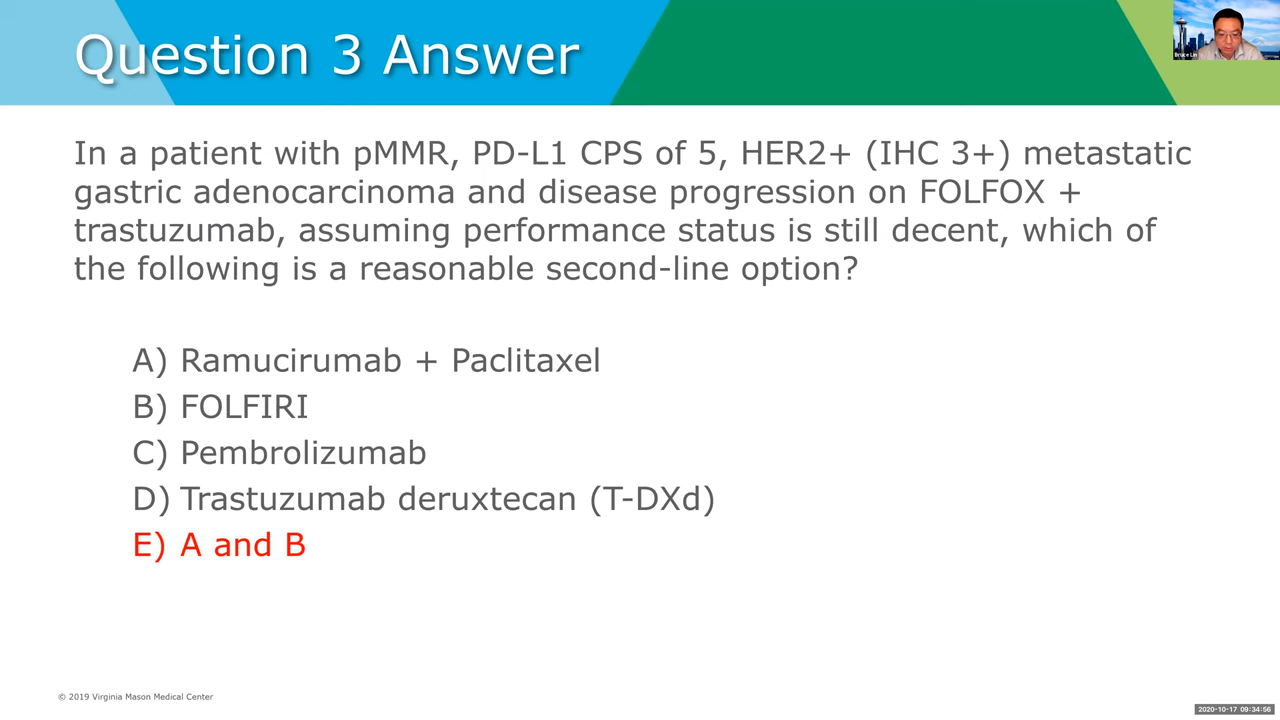 Question 3 Answer
Bruce Lin
In a patient with pMMR, PD-L1 CPS of 5, HER2+ (IHC 3+) metastatic
gastric adenocarcinoma and disease progression on FOLFOX +
trastuzumab, assuming performance status is still decent, which of
the following is a reasonable second-line option?
A) Ramucirumab + Paclitaxel
B) FOLFIRI
C) Pembrolizumab
D) Trastuzumab deruxtecan (T-DXd)
E) A and B
© 2019 Virginia Mason Medical Center
2020-10-17 09:34:56